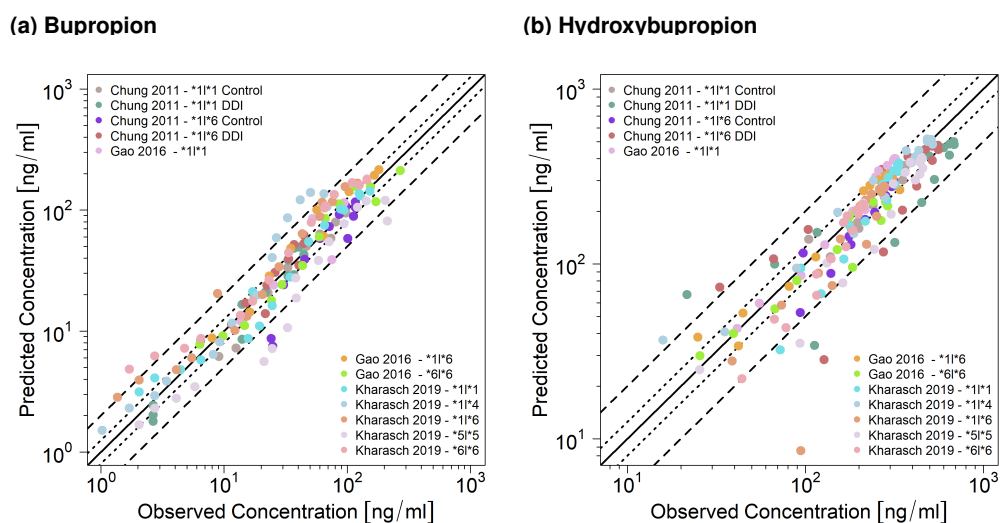 (a) Bupropion
(b) Hydroxybupropion
Predicted Concentration [ng/ml]
10³
10²
10¹
10⁰
Chung 2011 - *1|*1 Control
Chung 2011 - *1|*1 DDI
Chung 2011 - *1|*6 Control
Chung 2011 - *1|*6 DDI
Gao 2016 - *1|*1
Gao 2016 - *1|*6
Gao 2016 - *6|*6
Kharasch 2019 - *1|*1
Kharasch 2019 - *1|*4
Kharasch 2019 - *1|*6
Kharasch 2019 - *5|*5
Kharasch 2019 - *6|*6
10⁰ 10¹ 10² 10³
Observed Concentration [ng/ml]
Predicted Concentration [ng/ml]
10³
10²
10¹
Chung 2011 - *1|*1 Control
Chung 2011 - *1|*1 DDI
Chung 2011 - *1|*6 Control
Chung 2011 - *1|*6 DDI
Gao 2016 - *1|*1
Gao 2016 - *1|*6
Gao 2016 - *6|*6
Kharasch 2019 - *1|*1
Kharasch 2019 - *1|*4
Kharasch 2019 - *1|*6
Kharasch 2019 - *5|*5
Kharasch 2019 - *6|*6
10¹ 10² 10³
Observed Concentration [ng/ml]